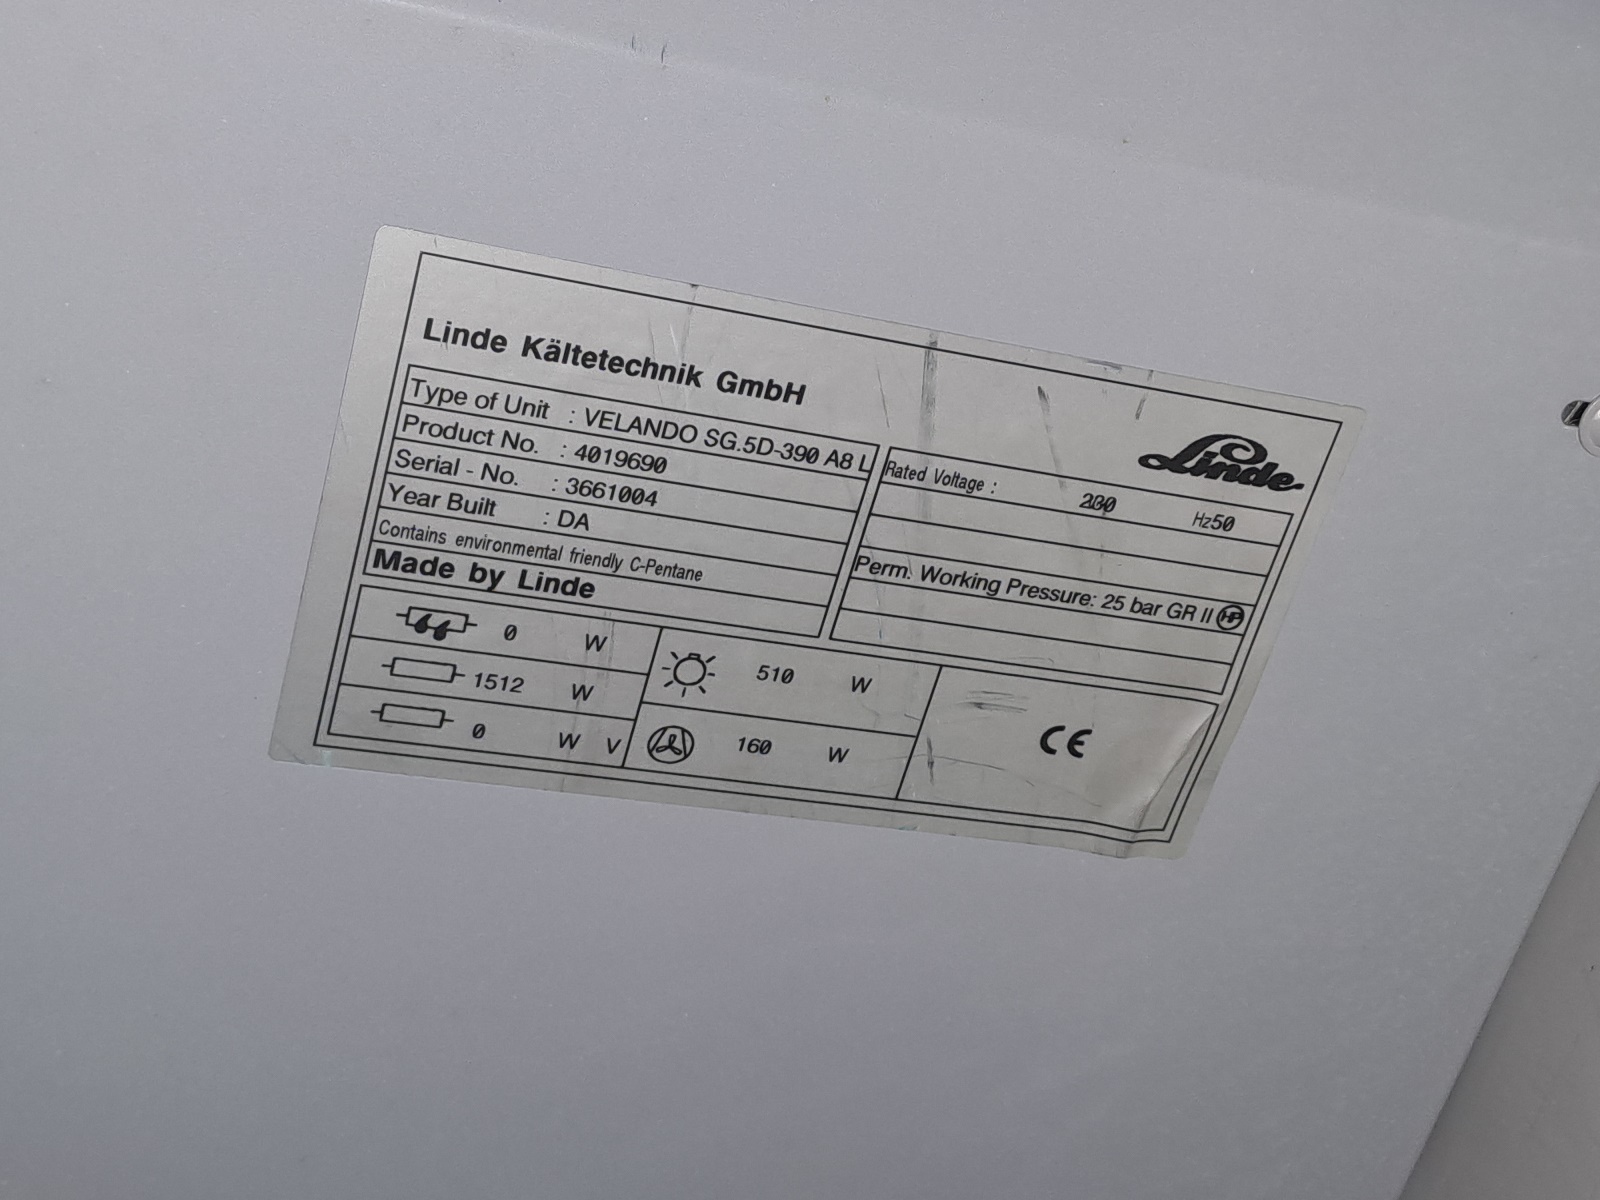 Linde Kältetechnik GmbH
Linde
Type of Unit : VELANDO SG.5D-390 A8 L
Product No. : 4019690
Serial - No. : 3661004
Year Built : DA
Contains environmental friendly C-Pentane
Made by Linde
Rated Voltage : 230 Hz50
Perm. Working Pressure: 25 bar GR II HP
0 W
1512 W
0 W V
510 W
160 W
CE